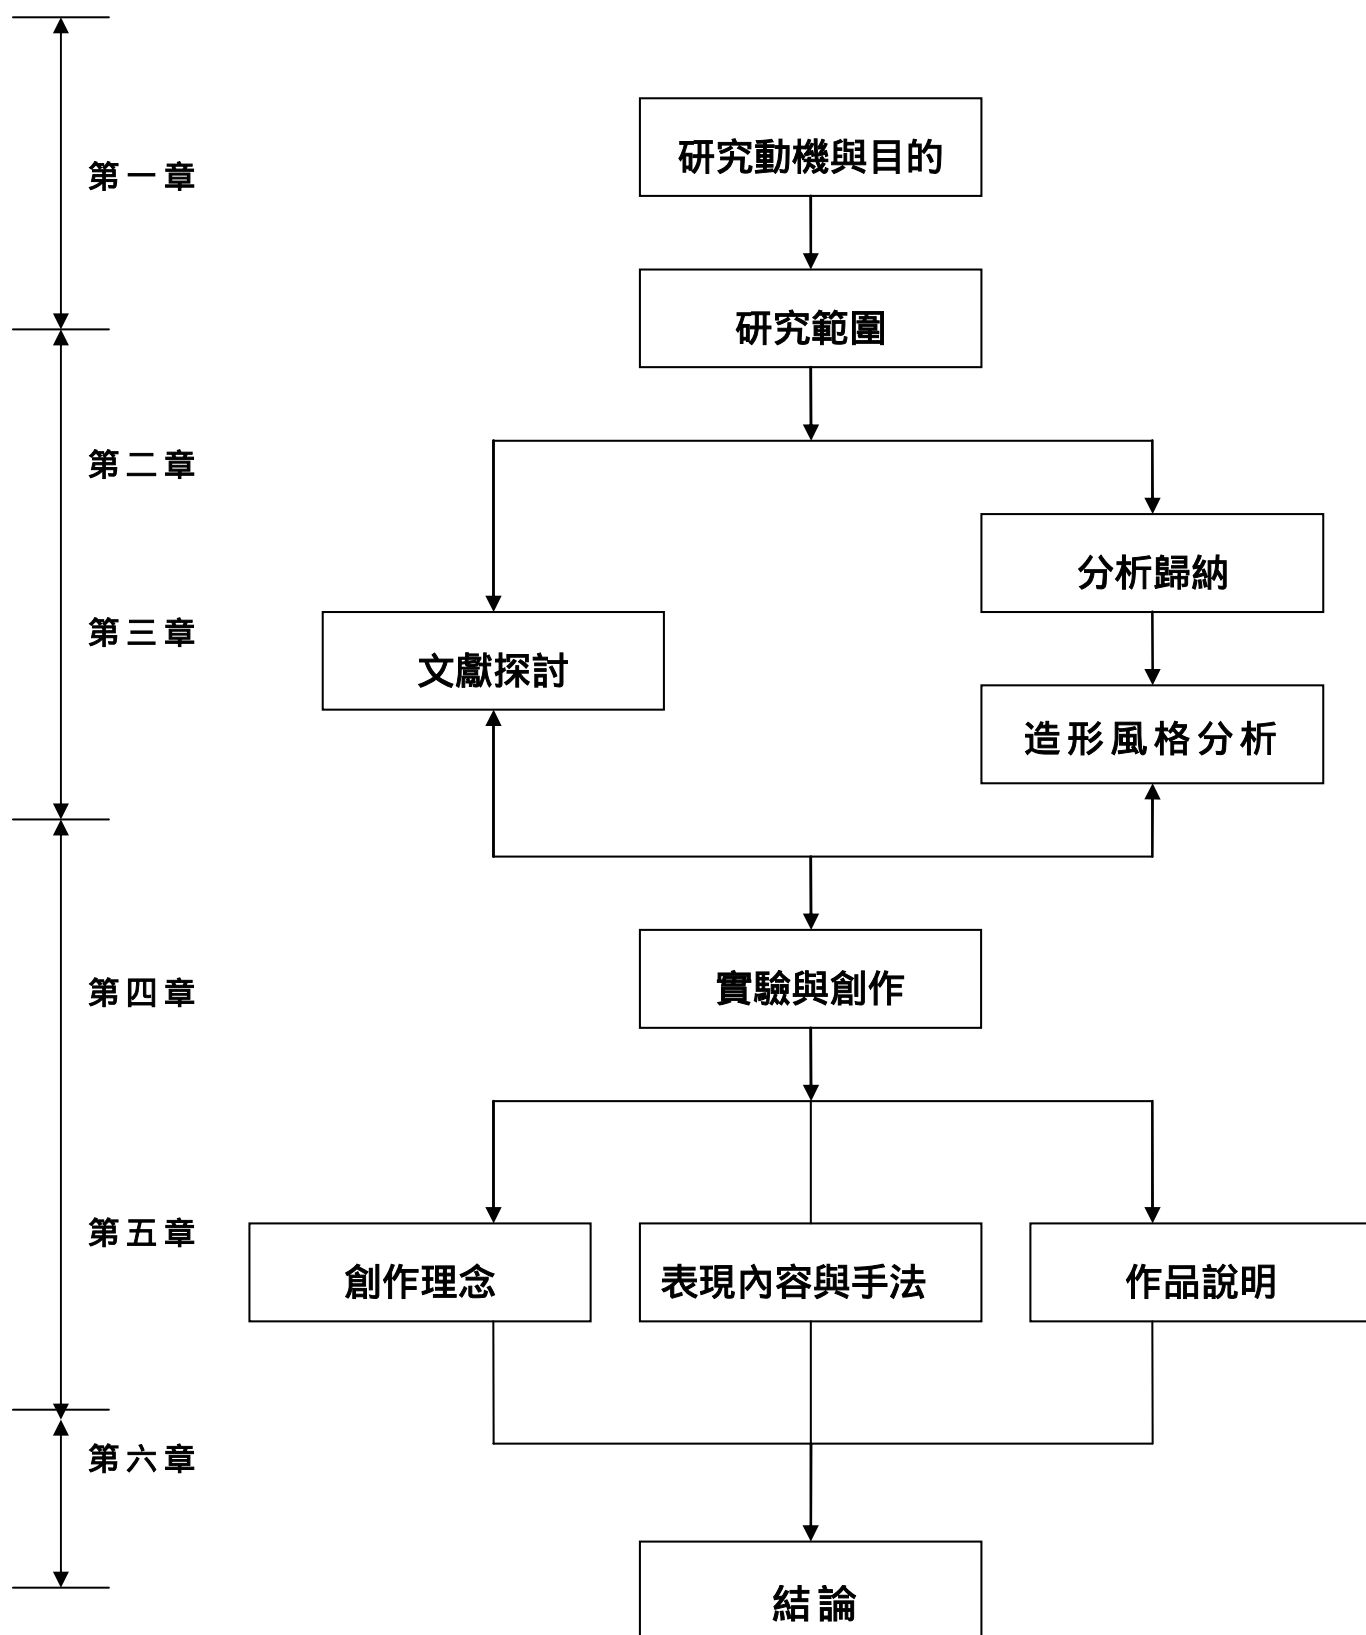 研究動機與目的
第一章
研究範圍
第二章
分析歸納
第三章
文獻探討
造形風格分析
實驗與創作
第四章
第五章
創作理念
表現內容與手法
作品說明
第六章
結論